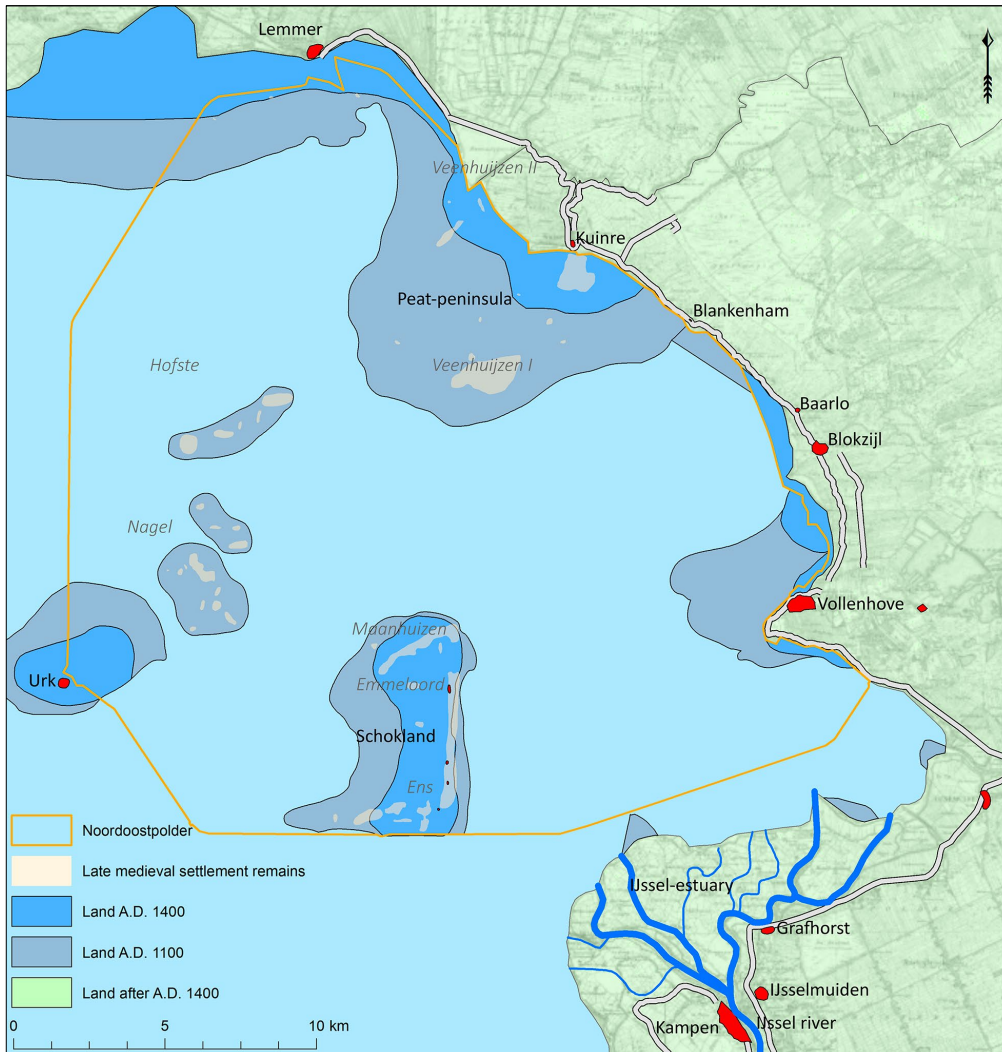 Lemmer
Veenhuijzen II
Kuinre
Peat-peninsula
Blankenham
Hofste
Veenhuijzen I
Baarlo
Blokzijl
Nagel
Vollenhove
Maanhuizen
Urk
Emmeloord
Schokland
Ens
Noordoostpolder
Late medieval settlement remains
Land A.D. 1400
Land A.D. 1100
Land after A.D. 1400
0 5 10 km
IJssel-estuary
Grafhorst
IJsselmuiden
Kampen
IJssel river